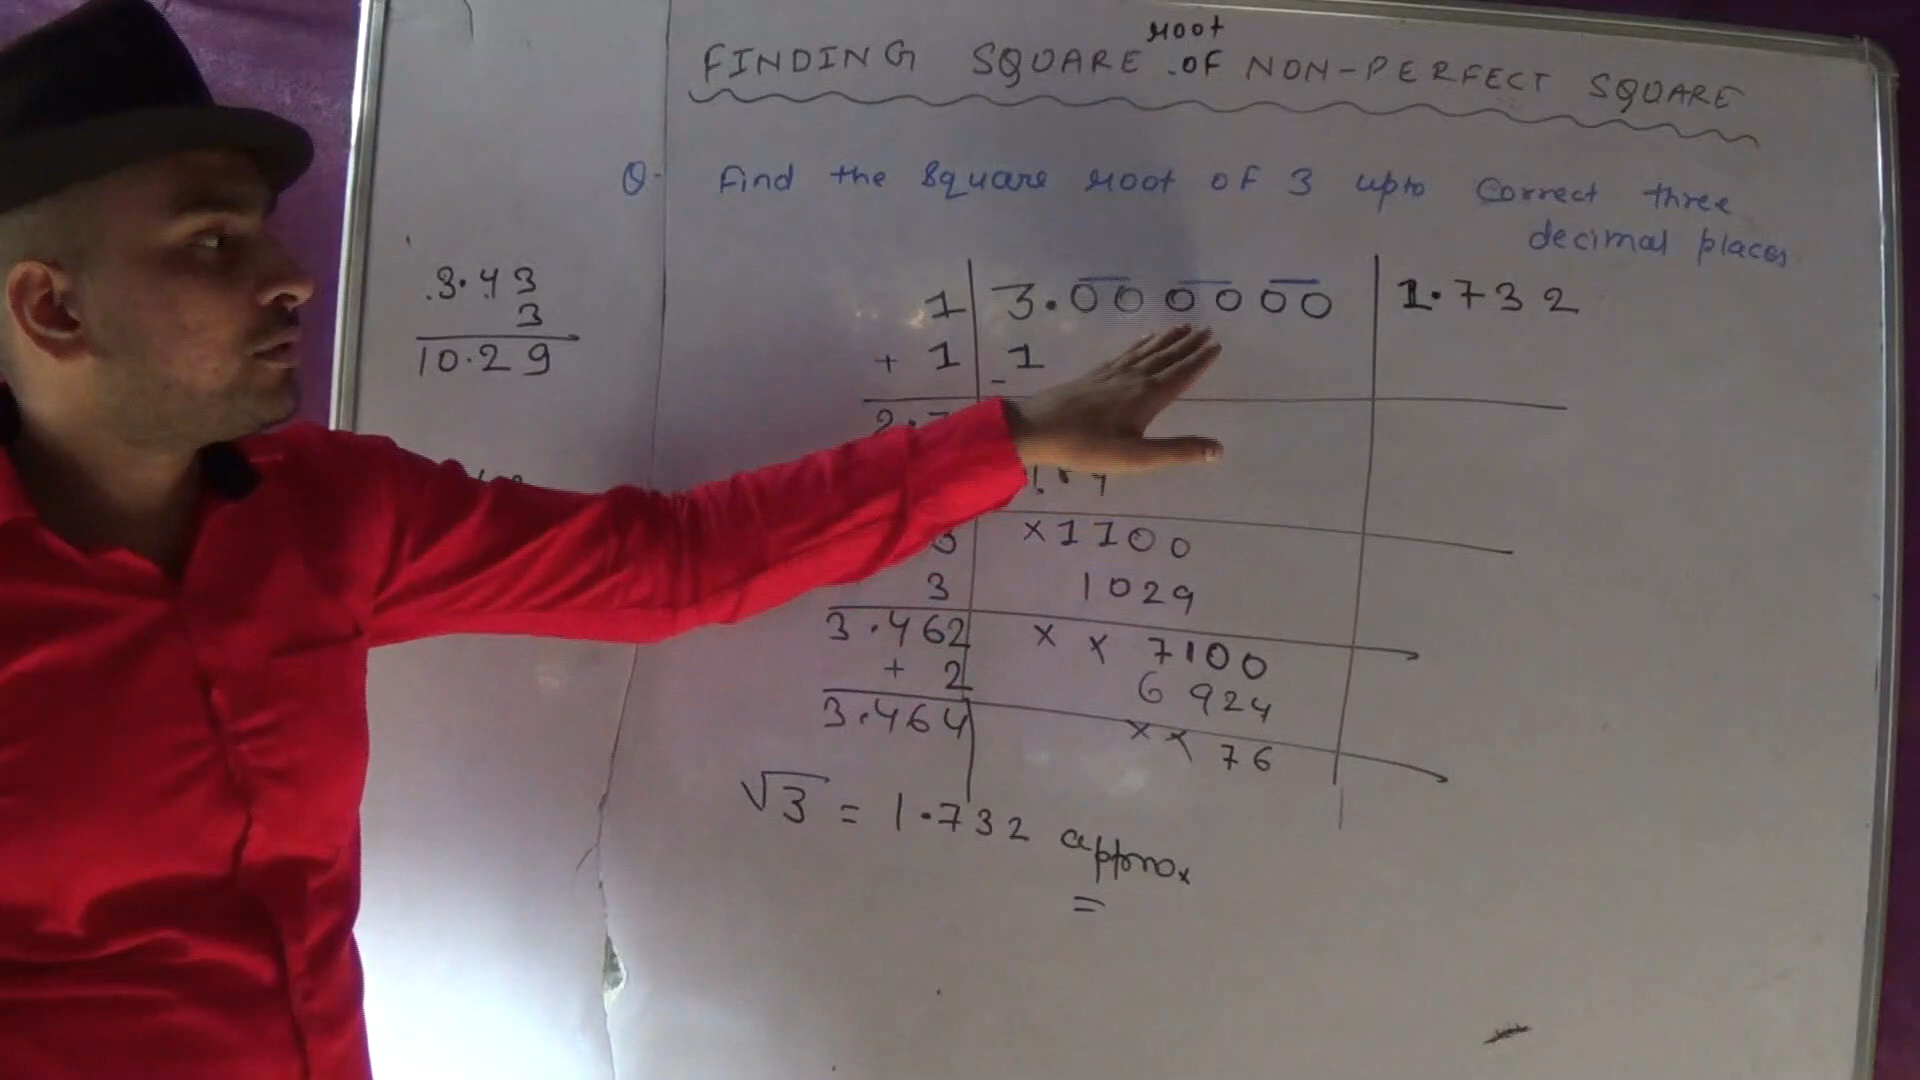 root
FINDING SQUARE OF NON-PERFECT SQUARE
Q. Find the square root of 3 upto correct three
decimal places
3.43
3
10.29
1 3.000000 1.732
+ 1 - 1
×1100
3 1029
3.462 × × 7100
+ 2 6924
3.464 × × 76
√3 = 1.732 approx
=